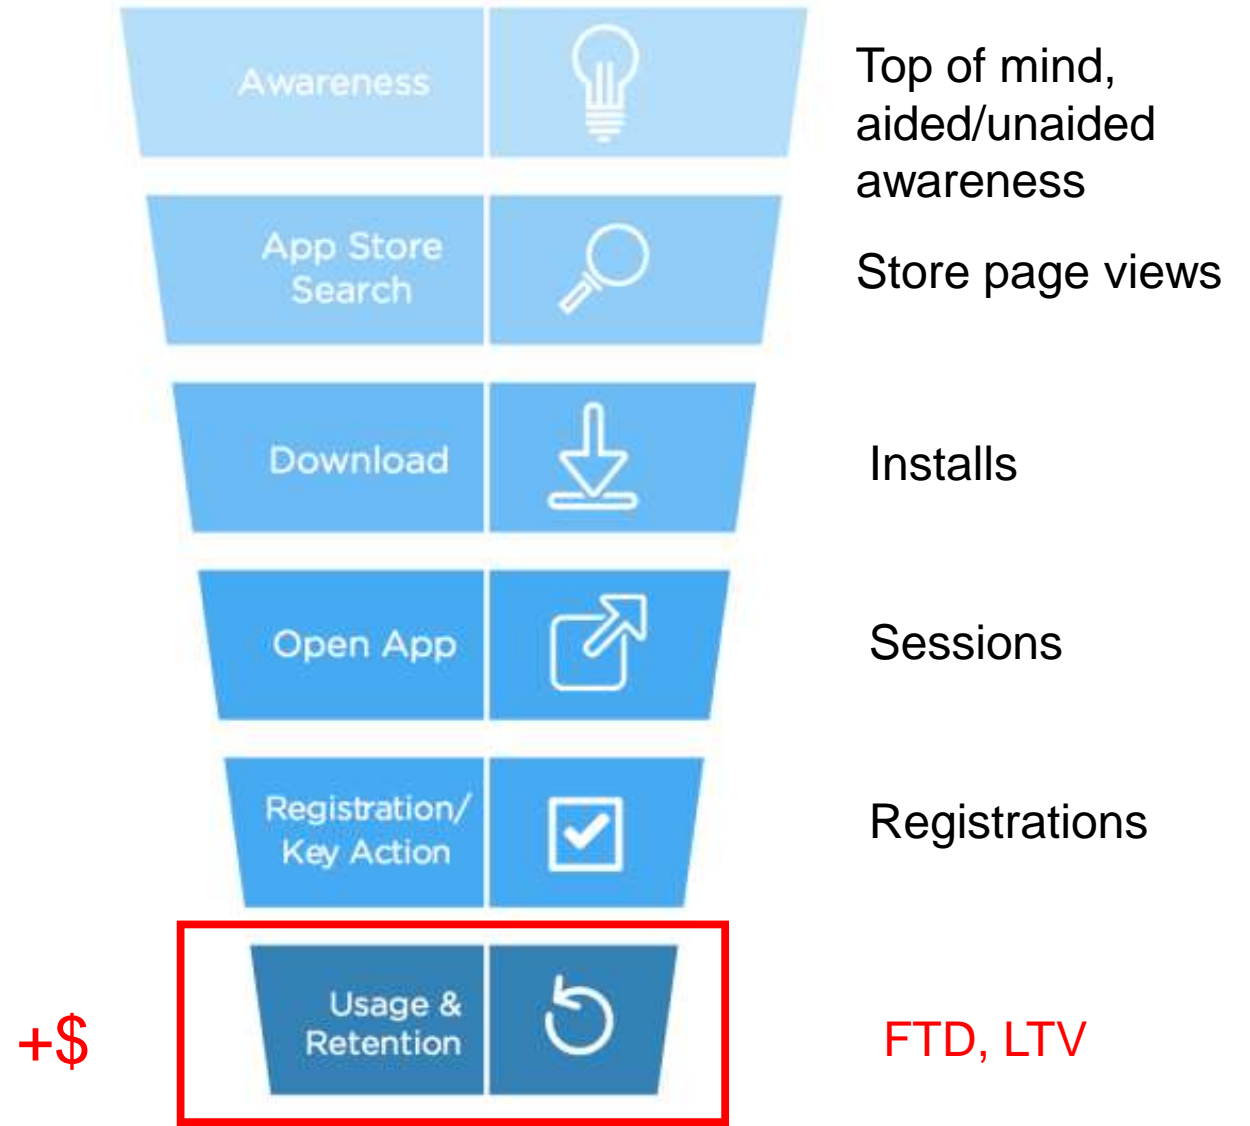 Awareness
Top of mind,
aided/unaided
awareness
App Store
Search
Store page views
Download
Installs
Open App
Sessions
Registration/
Key Action
Registrations
+$
Usage &
Retention
FTD, LTV